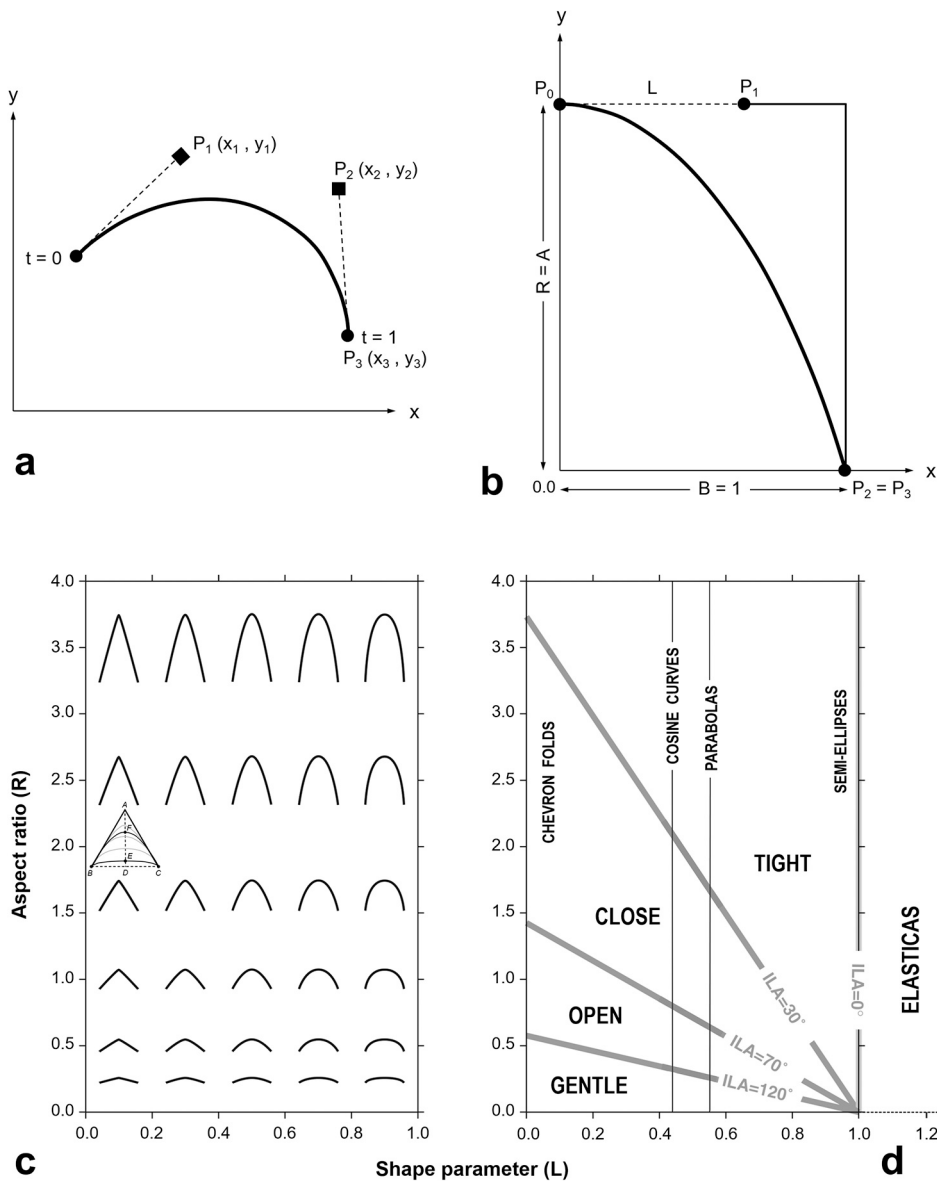 y
P1 (x1 , y1)
P2 (x2 , y2)
t = 0
t = 1
P3 (x3 , y3)
x
a
y
P0
L
P1
R = A
x
0.0
B = 1
P2 = P3
b
4.0
3.5
3.0
2.5
2.0
1.5
1.0
0.5
0.0
Aspect ratio (R)
A
F
E
B
D
C
0.0
0.2
0.4
0.6
0.8
1.0
c
4.0
3.5
3.0
2.5
2.0
1.5
1.0
0.5
0.0
CHEVRON FOLDS
COSINE CURVES
PARABOLAS
SEMI-ELLIPSES
TIGHT
CLOSE
OPEN
GENTLE
ELASTICAS
ILA=30°
ILA=70°
ILA=120°
ILA=0°
0.0
0.2
0.4
0.6
0.8
1.0
1.2
Shape parameter (L)
d